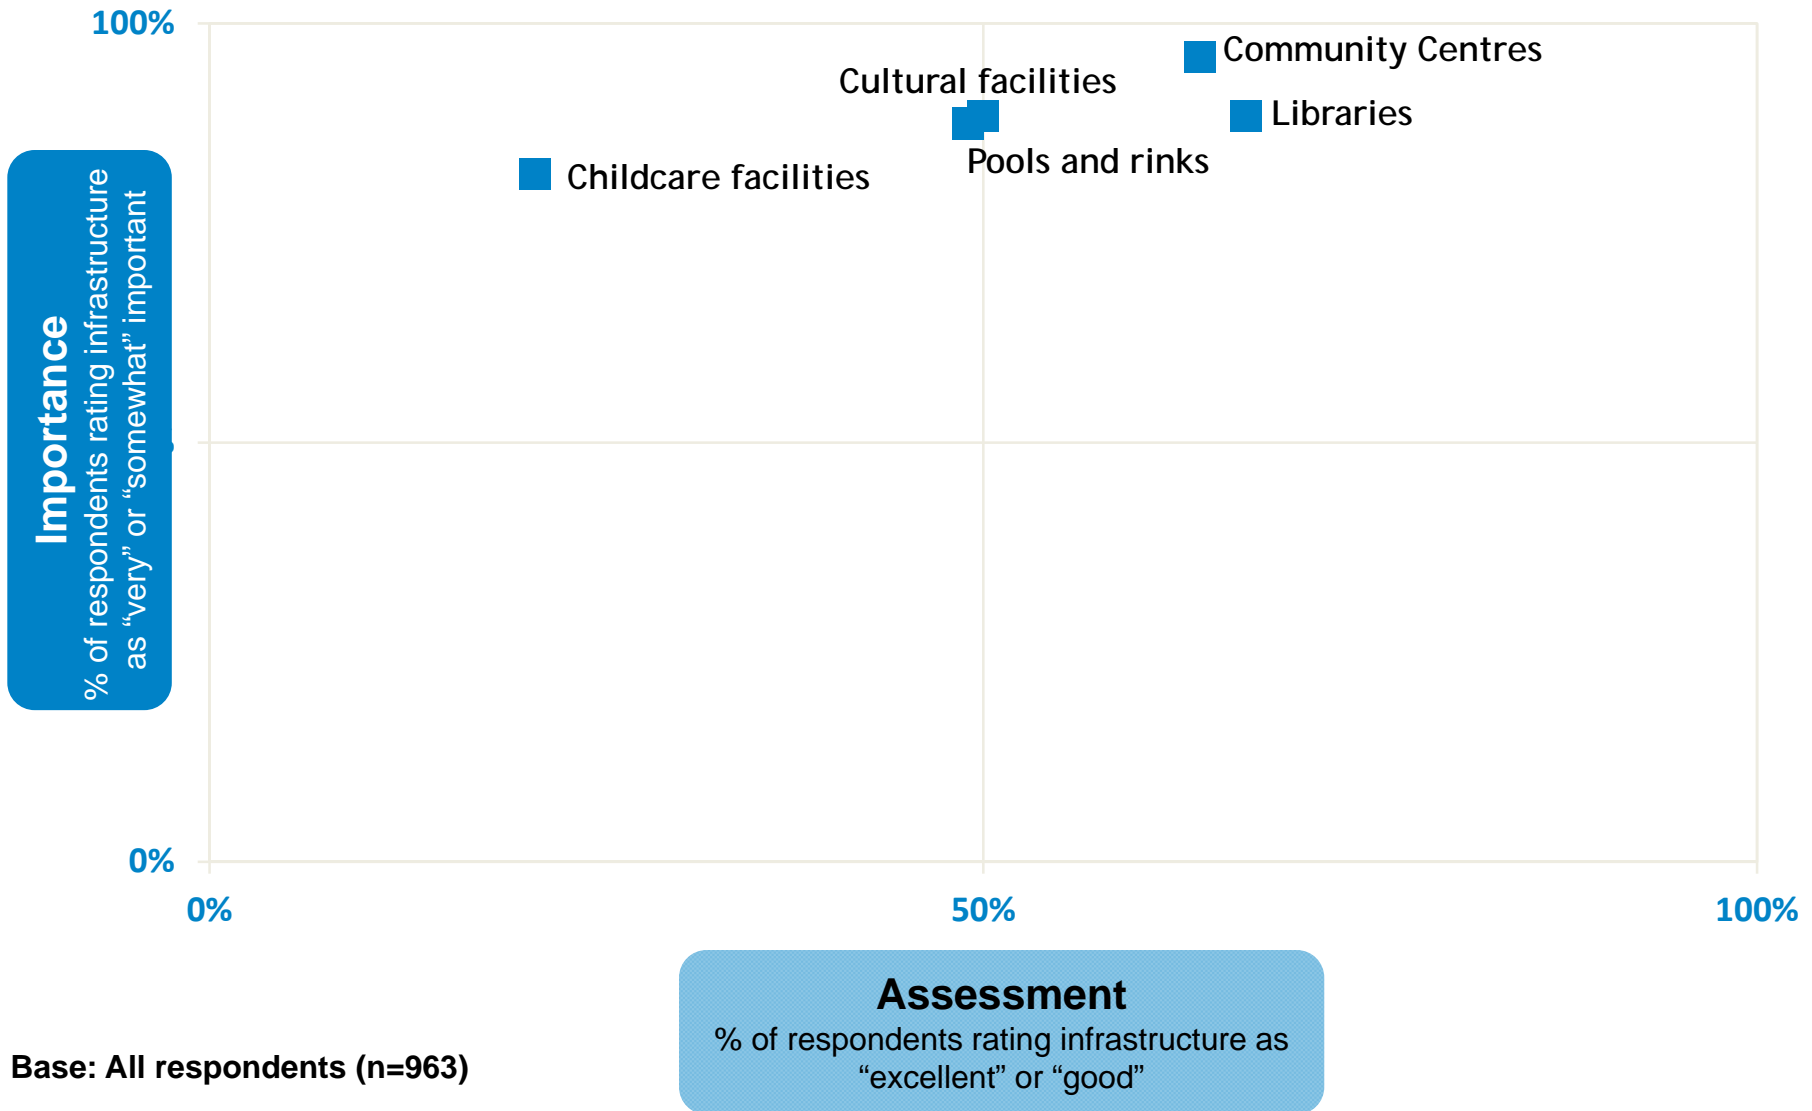 100%
Community Centres
Cultural facilities
Libraries
Pools and rinks
Childcare facilities
Importance
% of respondents rating infrastructure
as “very” or “somewhat” important
0%
0%
50%
100%
Assessment
% of respondents rating infrastructure as
“excellent” or “good”
Base: All respondents (n=963)